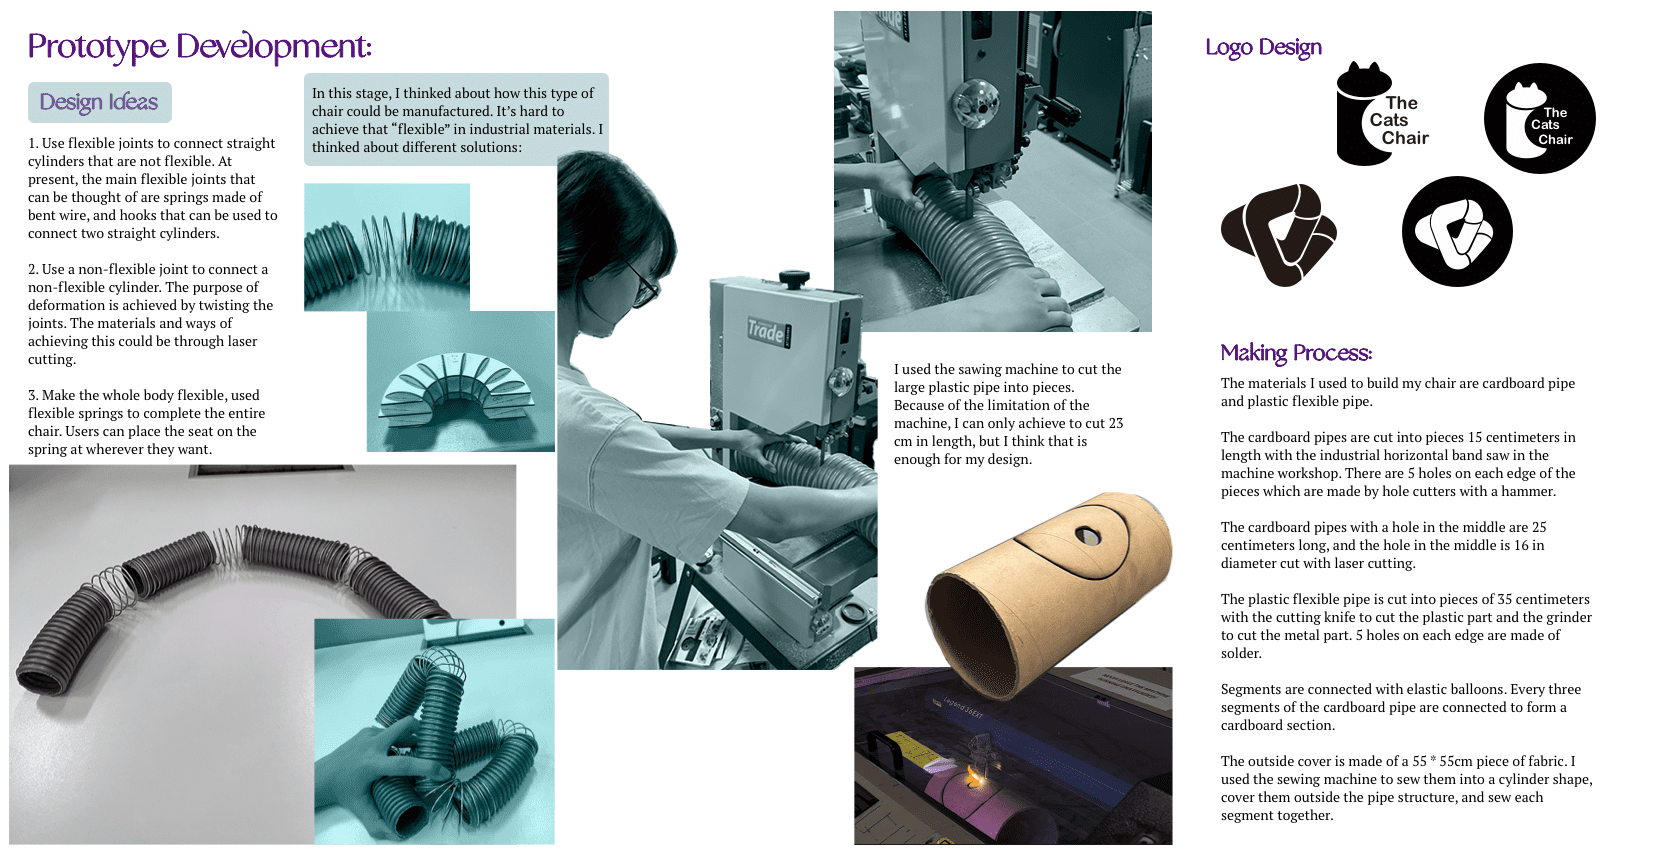 Prototype Development:
Design Ideas
1. Use flexible joints to connect straight
cylinders that are not flexible. At
present, the main flexible joints that
can be thought of are springs made of
bent wire, and hooks that can be used to
connect two straight cylinders.
2. Use a non-flexible joint to connect a
non-flexible cylinder. The purpose of
deformation is achieved by twisting the
joints. The materials and ways of
achieving this could be through laser
cutting.
3. Make the whole body flexible, used
flexible springs to complete the entire
chair. Users can place the seat on the
spring at wherever they want.
In this stage, I thinked about how this type of
chair could be manufactured. It's hard to
achieve that “flexible” in industrial materials. I
thinked about different solutions:
Trade
Trade
I used the sawing machine to cut the
large plastic pipe into pieces.
Because of the limitation of the
machine, I can only achieve to cut 23
cm in length, but I think that is
enough for my design.
Legend36EXT
Logo Design
The
Cats
Chair
The
Cats
Chair
Making Process:
The materials I used to build my chair are cardboard pipe
and plastic flexible pipe.
The cardboard pipes are cut into pieces 15 centimeters in
length with the industrial horizontal band saw in the
machine workshop. There are 5 holes on each edge of the
pieces which are made by hole cutters with a hammer.
The cardboard pipes with a hole in the middle are 25
centimeters long, and the hole in the middle is 16 in
diameter cut with laser cutting.
The plastic flexible pipe is cut into pieces of 35 centimeters
with the cutting knife to cut the plastic part and the grinder
to cut the metal part. 5 holes on each edge are made of
solder.
Segments are connected with elastic balloons. Every three
segments of the cardboard pipe are connected to form a
cardboard section.
The outside cover is made of a 55 * 55cm piece of fabric. I
used the sewing machine to sew them into a cylinder shape,
cover them outside the pipe structure, and sew each
segment together.